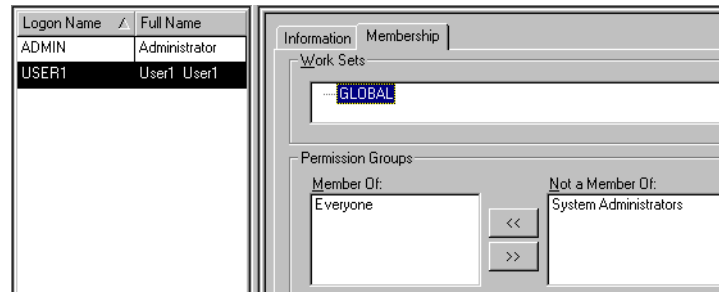 Logon Name Full Name
ADMIN Administrator
USER1 User1 User1
Information Membership
Work Sets
GLOBAL
Permission Groups
Member Of: Not a Member Of:
Everyone System Administrators
<<
>>